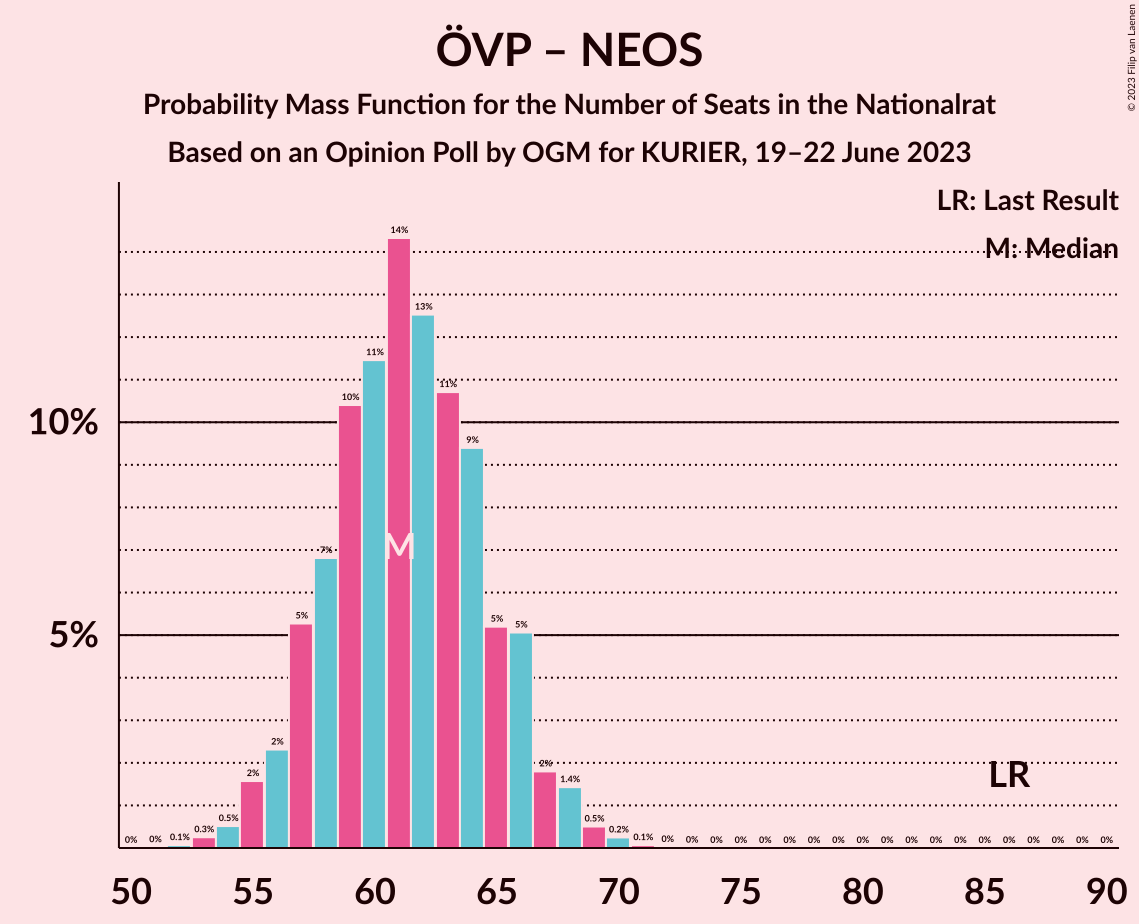 ÖVP – NEOS
Probability Mass Function for the Number of Seats in the Nationalrat
Based on an Opinion Poll by OGM for KURIER, 19–22 June 2023
© 2023 Filip van Laenen
LR: Last Result
M: Median
10%
5%
0% 0% 0.1% 0.3% 0.5% 2% 2% 5% 7% 10% 11% 14% 13% 11% 9% 5% 5% 2% 1.4% 0.5% 0.2% 0.1% 0% 0% 0% 0% 0% 0% 0% 0% 0% 0% 0% 0% 0% 0% 0% 0% 0% 0% 0%
M
LR
50 55 60 65 70 75 80 85 90